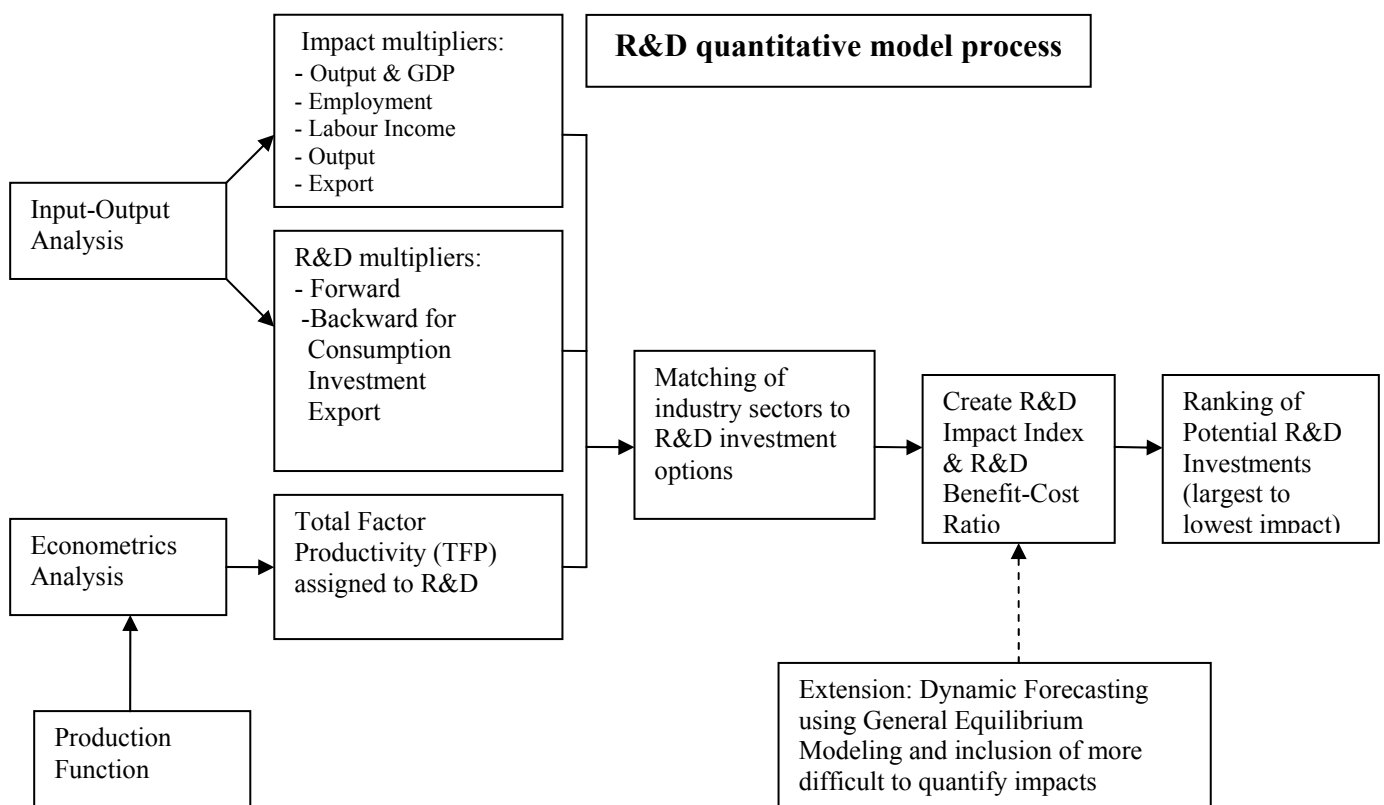 R&D quantitative model process
Impact multipliers:
- Output & GDP
- Employment
- Labour Income
- Output
- Export
Input-Output
Analysis
R&D multipliers:
- Forward
-Backward for
Consumption
Investment
Export
Econometrics
Analysis
Total Factor
Productivity (TFP)
assigned to R&D
Production
Function
Matching of
industry sectors to
R&D investment
options
Create R&D
Impact Index
& R&D
Benefit-Cost
Ratio
Ranking of
Potential R&D
Investments
(largest to
lowest impact)
Extension: Dynamic Forecasting
using General Equilibrium
Modeling and inclusion of more
difficult to quantify impacts